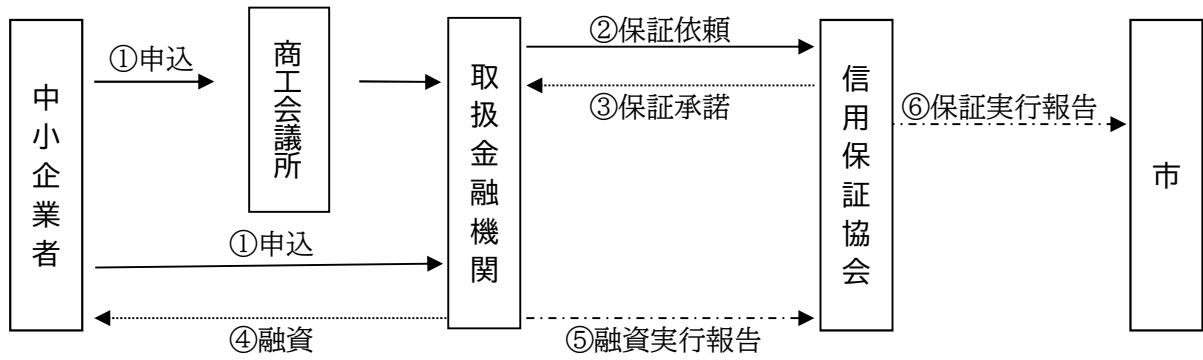 中小企業者
①申込
商工会議所
①申込
取扱金融機関
②保証依頼
③保証承諾
④融資
⑤融資実行報告
信用保証協会
⑥保証実行報告
市